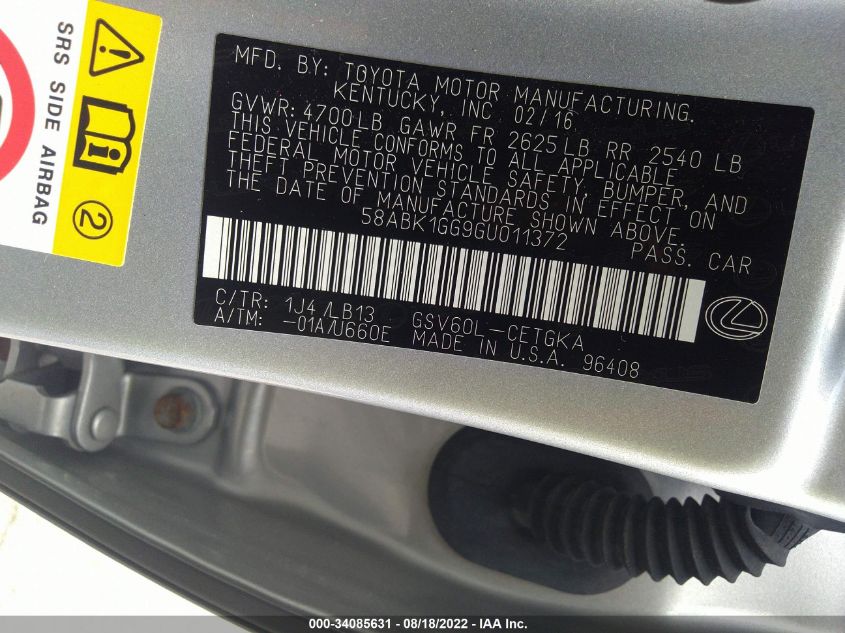 SRS SIDE AIRBAG
2
MFD. BY: TOYOTA MOTOR MANUFACTURING.
KENTUCKY, INC 02/16
GVWR: 4700LB GAWR FR 2625LB RR 2540 LB
THIS VEHICLE CONFORMS TO ALL APPLICABLE
FEDERAL MOTOR VEHICLE SAFETY, BUMPER, AND
THEFT PREVENTION STANDARDS IN EFFECT ON
THE DATE OF MANUFACTURE SHOWN ABOVE.
58ABK1GG9GU011372 PASS. CAR
C/TR: 1J4/LB13 GSV60L-CETGKA
A/TM: -01A/U660E MADE IN U.S.A. 96408
000-34085631 - 08/18/2022 - IAA Inc.